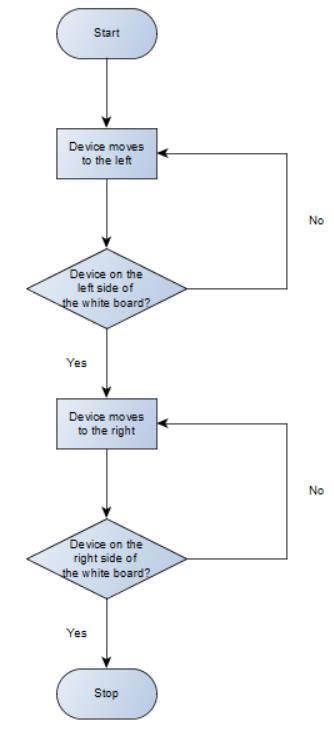 Start
Device moves
to the left
No
Device on the
left side of
the white board?
Yes
Device moves
to the right
No
Device on the
right side of
the white board?
Yes
Stop